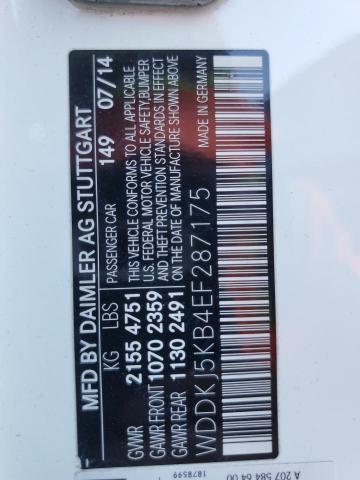 MFD BY DAIMLER AG STUTTGART
KG LBS PASSENGER CAR 149 07/14
GVWR 2155 4751 THIS VEHICLE CONFORMS TO ALL APPLICABLE
GAWR FRONT 1070 2359 U.S. FEDERAL MOTOR VEHICLE SAFETY, BUMPER
GAWR REAR 1130 2491 AND THEFT PREVENTION STANDARDS IN EFFECT
ON THE DATE OF MANUFACTURE SHOWN ABOVE
WDDKJ5KB4EF287175 MADE IN GERMANY
A 207 584 64 00
1878599